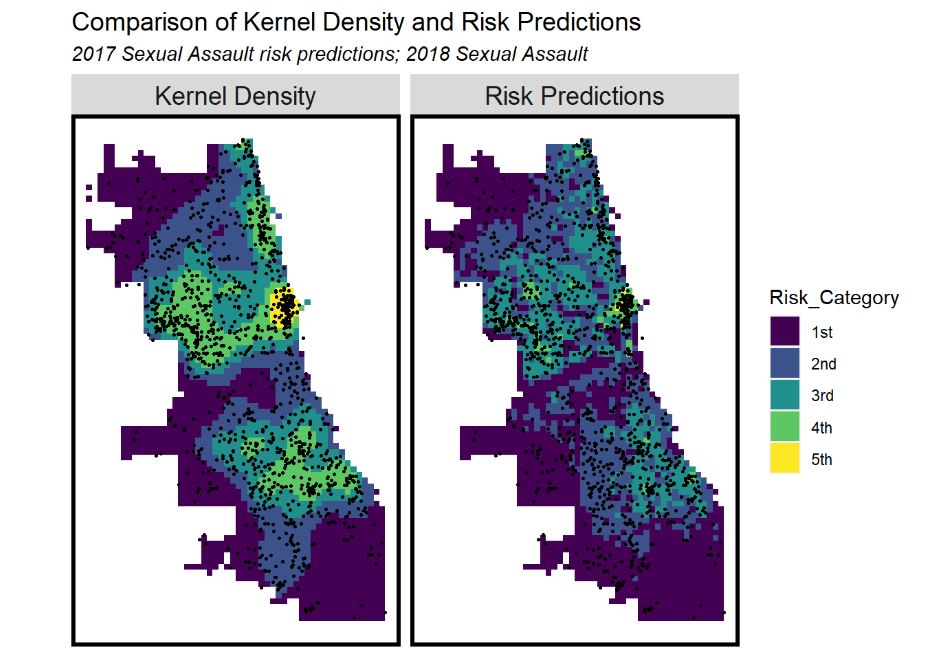 Comparison of Kernel Density and Risk Predictions
2017 Sexual Assault risk predictions; 2018 Sexual Assault
Kernel Density
Risk Predictions
Risk_Category
1st
2nd
3rd
4th
5th